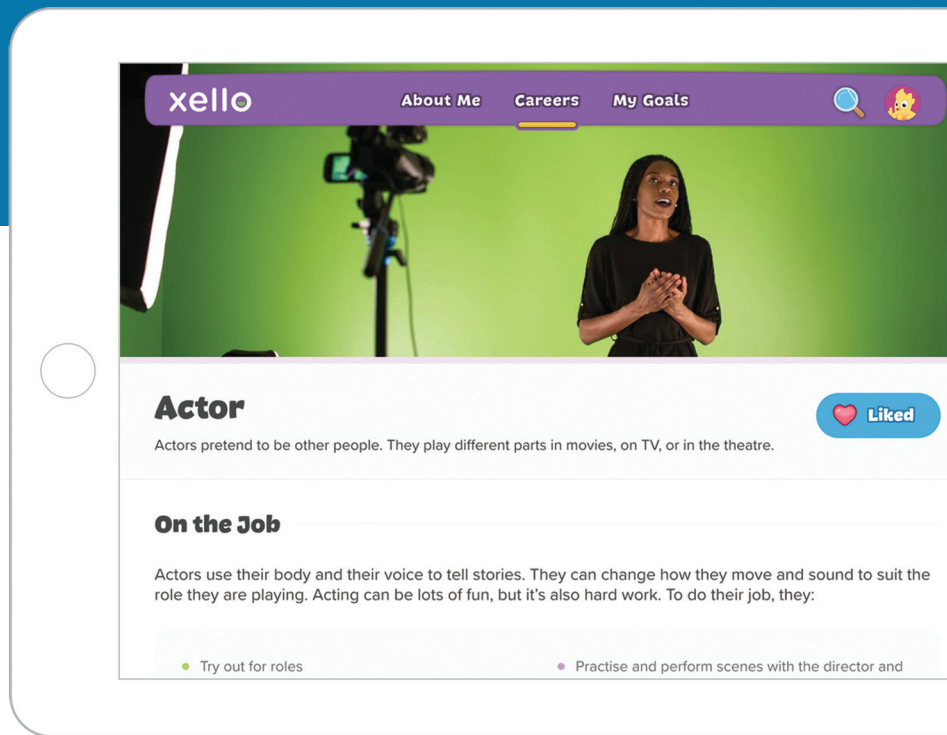 xello
About Me Careers My Goals
Actor
Liked
Actors pretend to be other people. They play different parts in movies, on TV, or in the theatre.
On the Job
Actors use their body and their voice to tell stories. They can change how they move and sound to suit the
role they are playing. Acting can be lots of fun, but it’s also hard work. To do their job, they:
Try out for roles
Practise and perform scenes with the director and